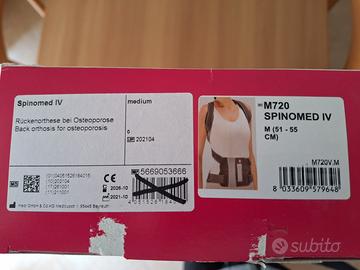 Spinomed IV
Rückenorthese bei Osteoporose
Back orthosis for osteoporosis
medium
6
202104
5669053666
2026-10
2021-10
M720
SPINOMED IV
M (51 - 55
CM)
M720V.M
8 033609 579648
subito